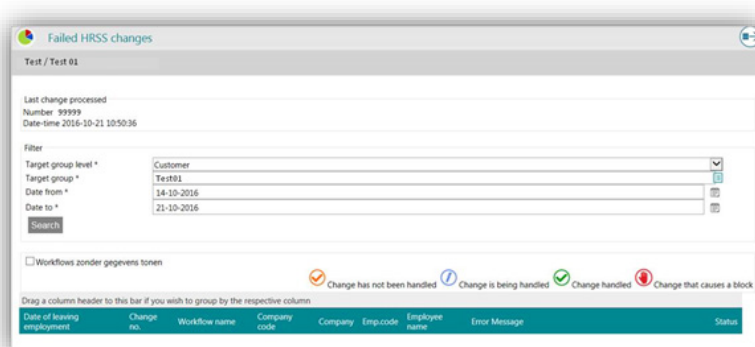 Failed HRSS changes
Test / Test 01
Last change processed
Number 99999
Date-time 2016-10-21 10:50:36
Filter
Target group level * Customer
Target group * Test01
Date from * 14-10-2016
Date to * 21-10-2016
Search
Workflows zonder gegevens tonen
Change has not been handled Change is being handled Change handled Change that causes a block
Drag a column header to this bar if you wish to group by the respective column
Date of leaving employment Change no. Workflow name Company code Company Emp.code Employee name Error Message Status